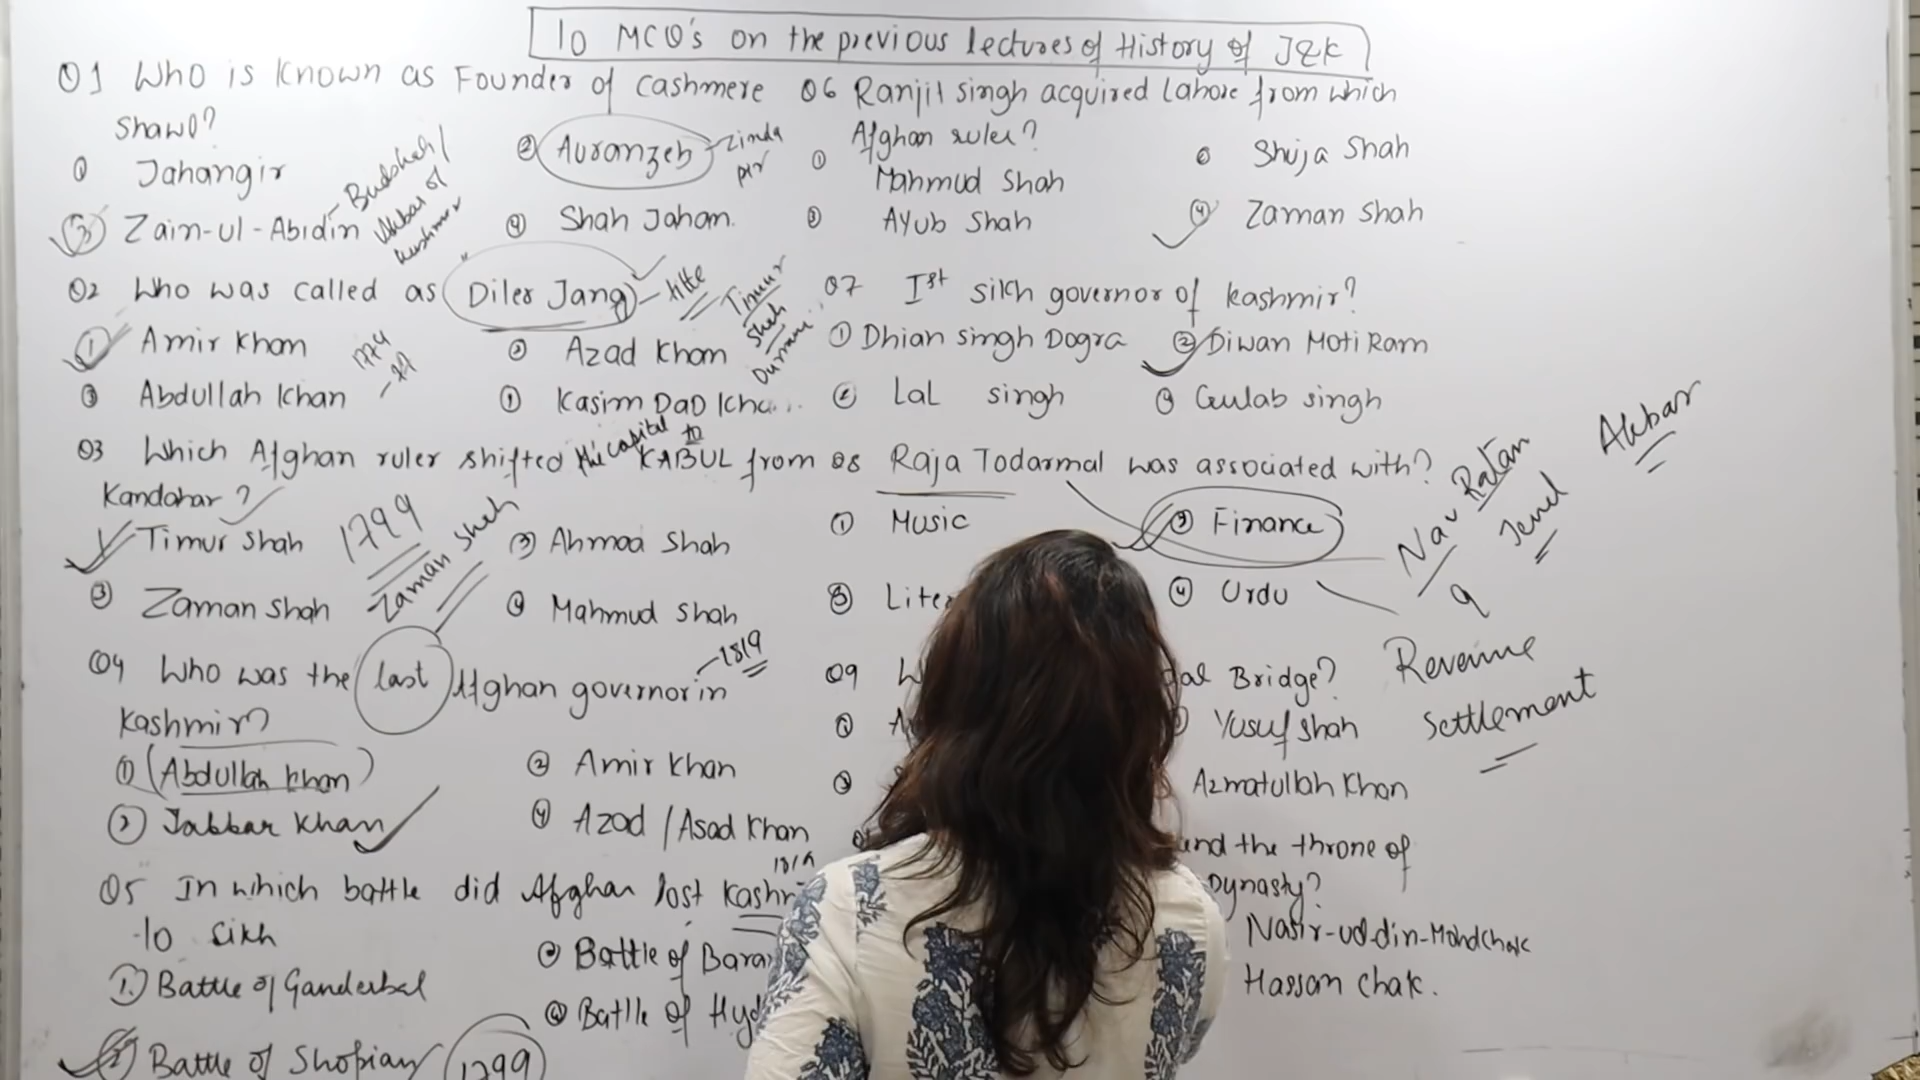 10 MCQ's on the previous lectures of History of J&K
Q1 Who is known as Founder of Cashmere
Shawl?
① Jahangir
② Auranzeb - Zinda
pir
③ Zain-ul-Abidin - Budshah /
Akbar of
Kashmir
④ Shah Jahan.
Q2 Who was called as "Diler Jang" - title
Timur
Shah
Durrani
① Amir Khan
1774
- 77
② Azad Khan
③ Abdullah Khan
① Kasim Dad Kha...
Q3 Which Afghan ruler shifted the capital to KABUL from
Kandahar?
Timur Shah
1799
Zaman Shah
② Ahmad Shah
③ Zaman Shah
④ Mahmud Shah
Q4 Who was the last Afghan governor in
- 1819
Kashmir?
① (Abdullah Khan)
② Amir Khan
③ Jabbar Khan
④ Azad / Asad Khan
1819
Q5 In which battle did Afghan lost Kashm
to Sikh
① Battle of Ganderbal
② Battle of Bara
④ Battle of Hyd
③ Battle of Shopian
1799
Q6 Ranjit Singh acquired Lahore from which
Afghan ruler?
① Mahmud Shah
② Shuja Shah
③ Ayub Shah
④ Zaman Shah
Q7 Ist Sikh governor of Kashmir?
① Dhian Singh Dogra
② Diwan Moti Ram
② Lal Singh
④ Gulab Singh
Q8 Raja Todarmal was associated with?
① Music
② Finance
③ Lite
④ Urdu
Nav Ratan
9 Jewel
Akbar
Revenue
Settlement
Q9 W dal Bridge?
① A
Yusuf Shah
③
Azmatullah Khan
and the throne of
Dynasty?
Nasir-ud-din-Mohd Chak
Hassan Chak.